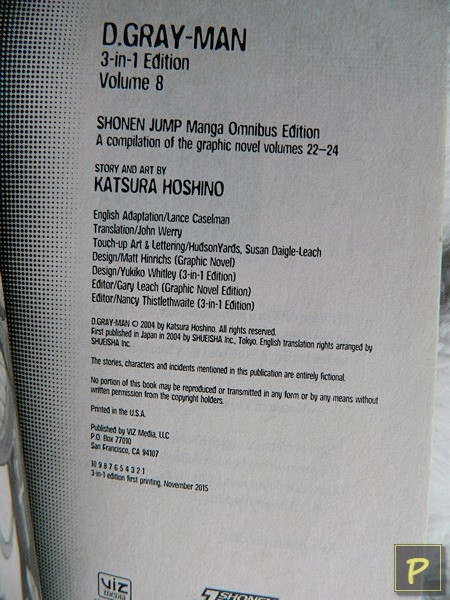 D.GRAY-MAN
3-in-1 Edition
Volume 8
SHONEN JUMP Manga Omnibus Edition
A compilation of the graphic novel volumes 22–24
STORY AND ART BY
KATSURA HOSHINO
English Adaptation/Lance Caselman
Translation/John Werry
Touch-up Art & Lettering/HudsonYards, Susan Daigle-Leach
Design/Matt Hinrichs (Graphic Novel)
Design/Yukiko Whitley (3-in-1 Edition)
Editor/Gary Leach (Graphic Novel Edition)
Editor/Nancy Thistlethwaite (3-in-1 Edition)
D.GRAY-MAN © 2004 by Katsura Hoshino. All rights reserved.
First published in Japan in 2004 by SHUEISHA Inc., Tokyo. English translation rights arranged by
SHUEISHA Inc.
The stories, characters and incidents mentioned in this publication are entirely fictional.
No portion of this book may be reproduced or transmitted in any form or by any means without
written permission from the copyright holders.
Printed in the U.S.A.
Published by VIZ Media, LLC
P.O. Box 77010
San Francisco, CA 94107
10 9 8 7 6 5 4 3 2 1
3-in-1 edition first printing, November 2015
VIZ
media
SHONEN
P